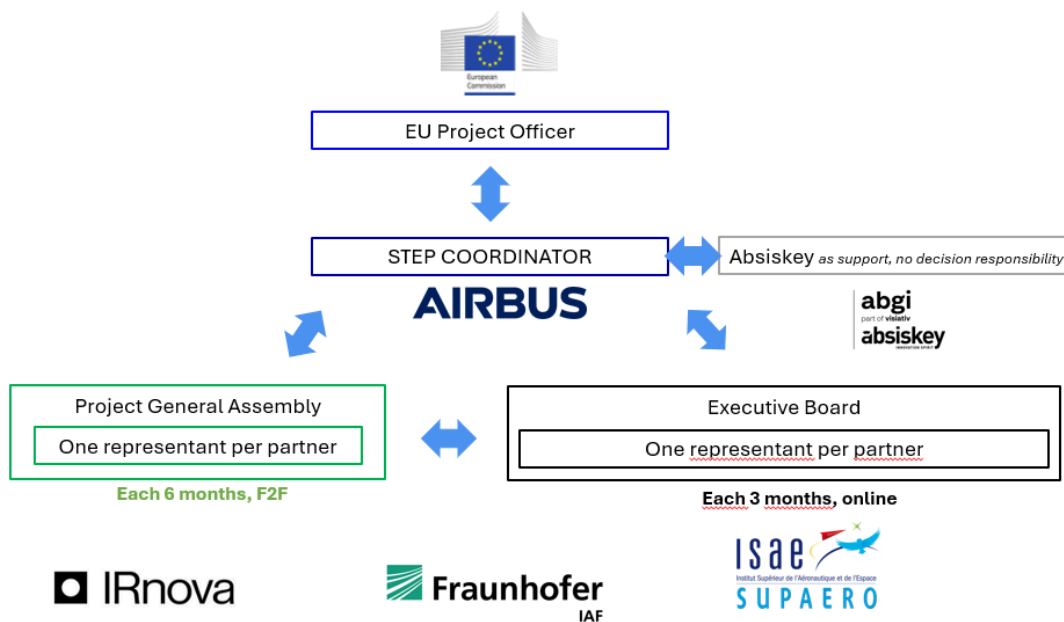 European
Commission
EU Project Officer
STEP COORDINATOR
Absiskey as support, no decision responsibility
AIRBUS
abgi
part of visiativ
absiskey
INNOVATION SPIRIT
Project General Assembly
One representant per partner
Each 6 months, F2F
Executive Board
One representant per partner
Each 3 months, online
IRnova
Fraunhofer
IAF
isae
Institut Supérieur de l'Aéronautique et de l'Espace
SUPAERO